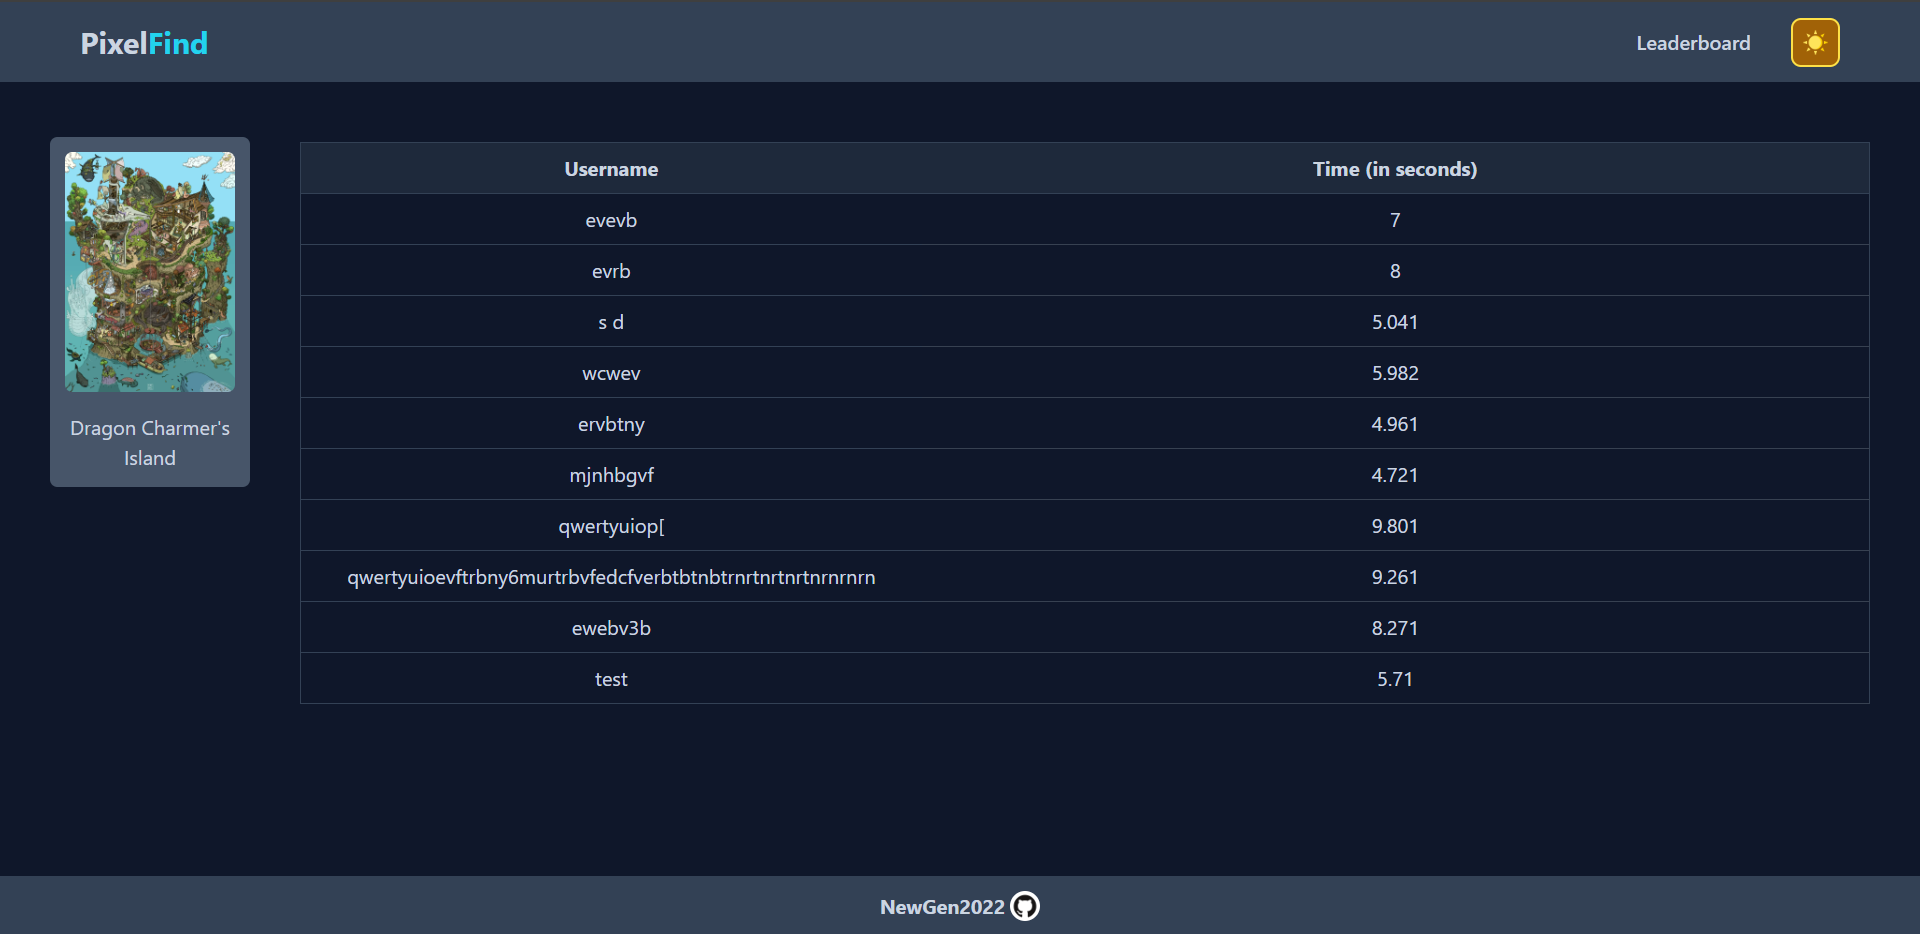 PixelFind
Leaderboard
Dragon Charmer's
Island
Username Time (in seconds)
evevb 7
evrb 8
s d 5.041
wcwev 5.982
ervbtny 4.961
mjnhbgvf 4.721
qwertyuiop[ 9.801
qwertyuioevftrbny6murtrbvfedcfverbtbtnbtrnrtnrtnrtnrnrnrn 9.261
ewebv3b 8.271
test 5.71
NewGen2022